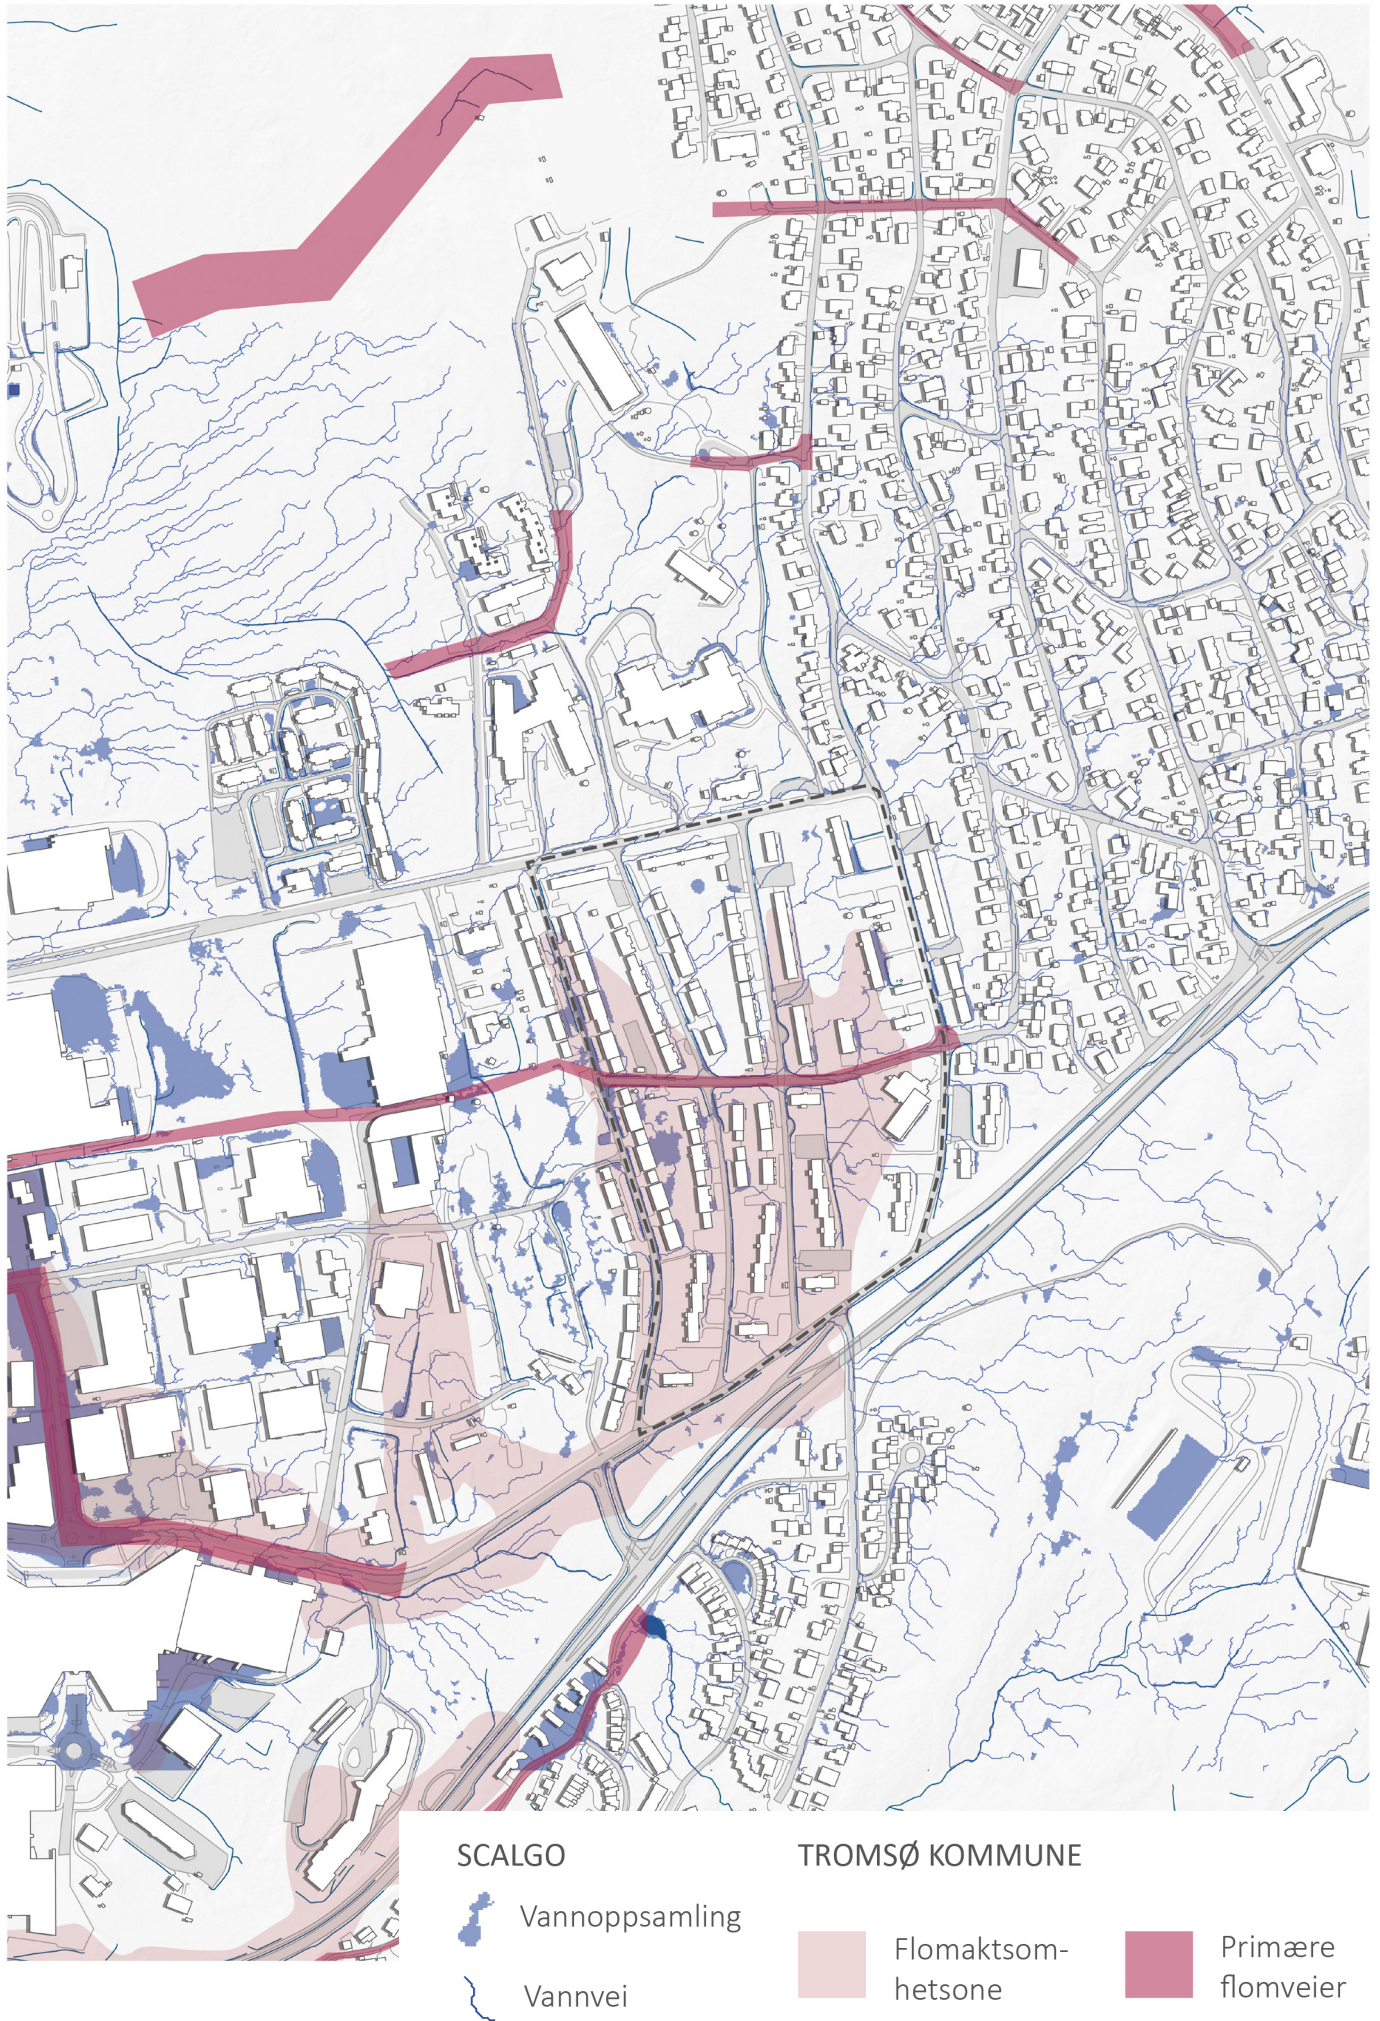 SCALGO
Vannoppsamling
Vannvei
TROMSØ KOMMUNE
Flomaktsom-
hetsone
Primære
flomveier